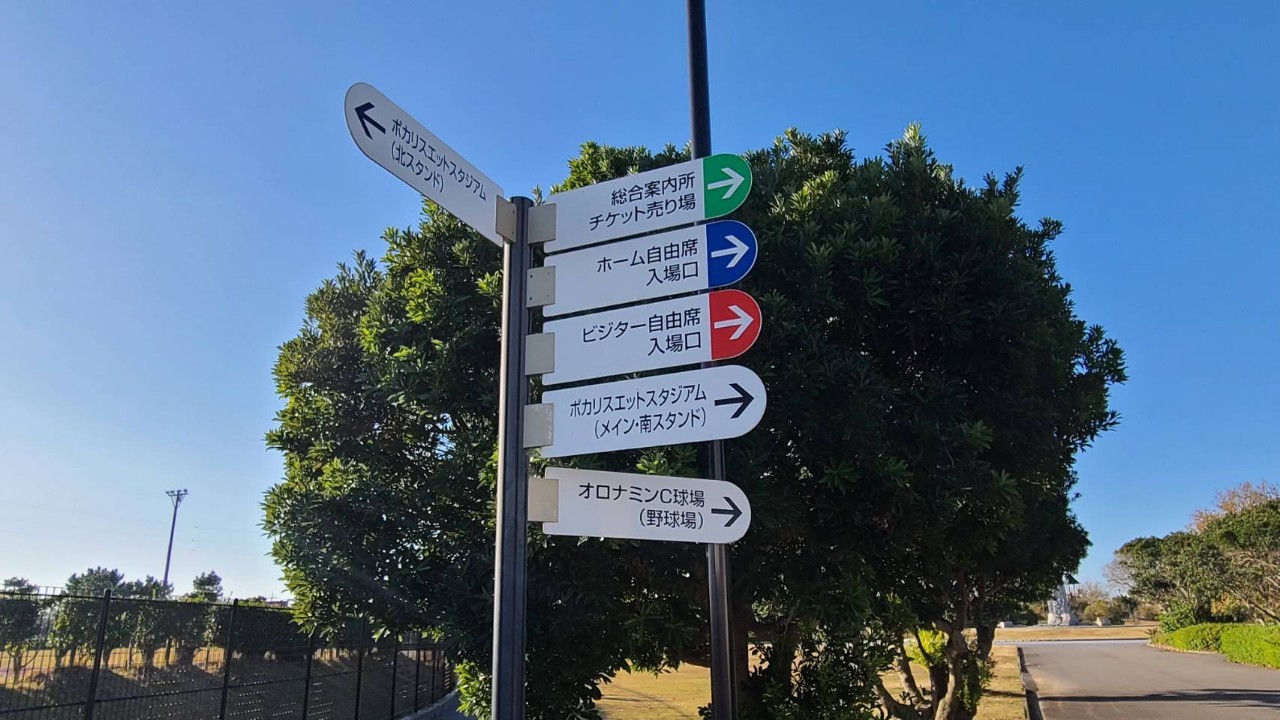 ポカリスエットスタジアム
(北スタンド)
総合案内所
チケット売り場
ホーム自由席
入場口
ビジター自由席
入場口
ポカリスエットスタジアム
(メイン・南スタンド)
オロナミンC球場
(野球場)